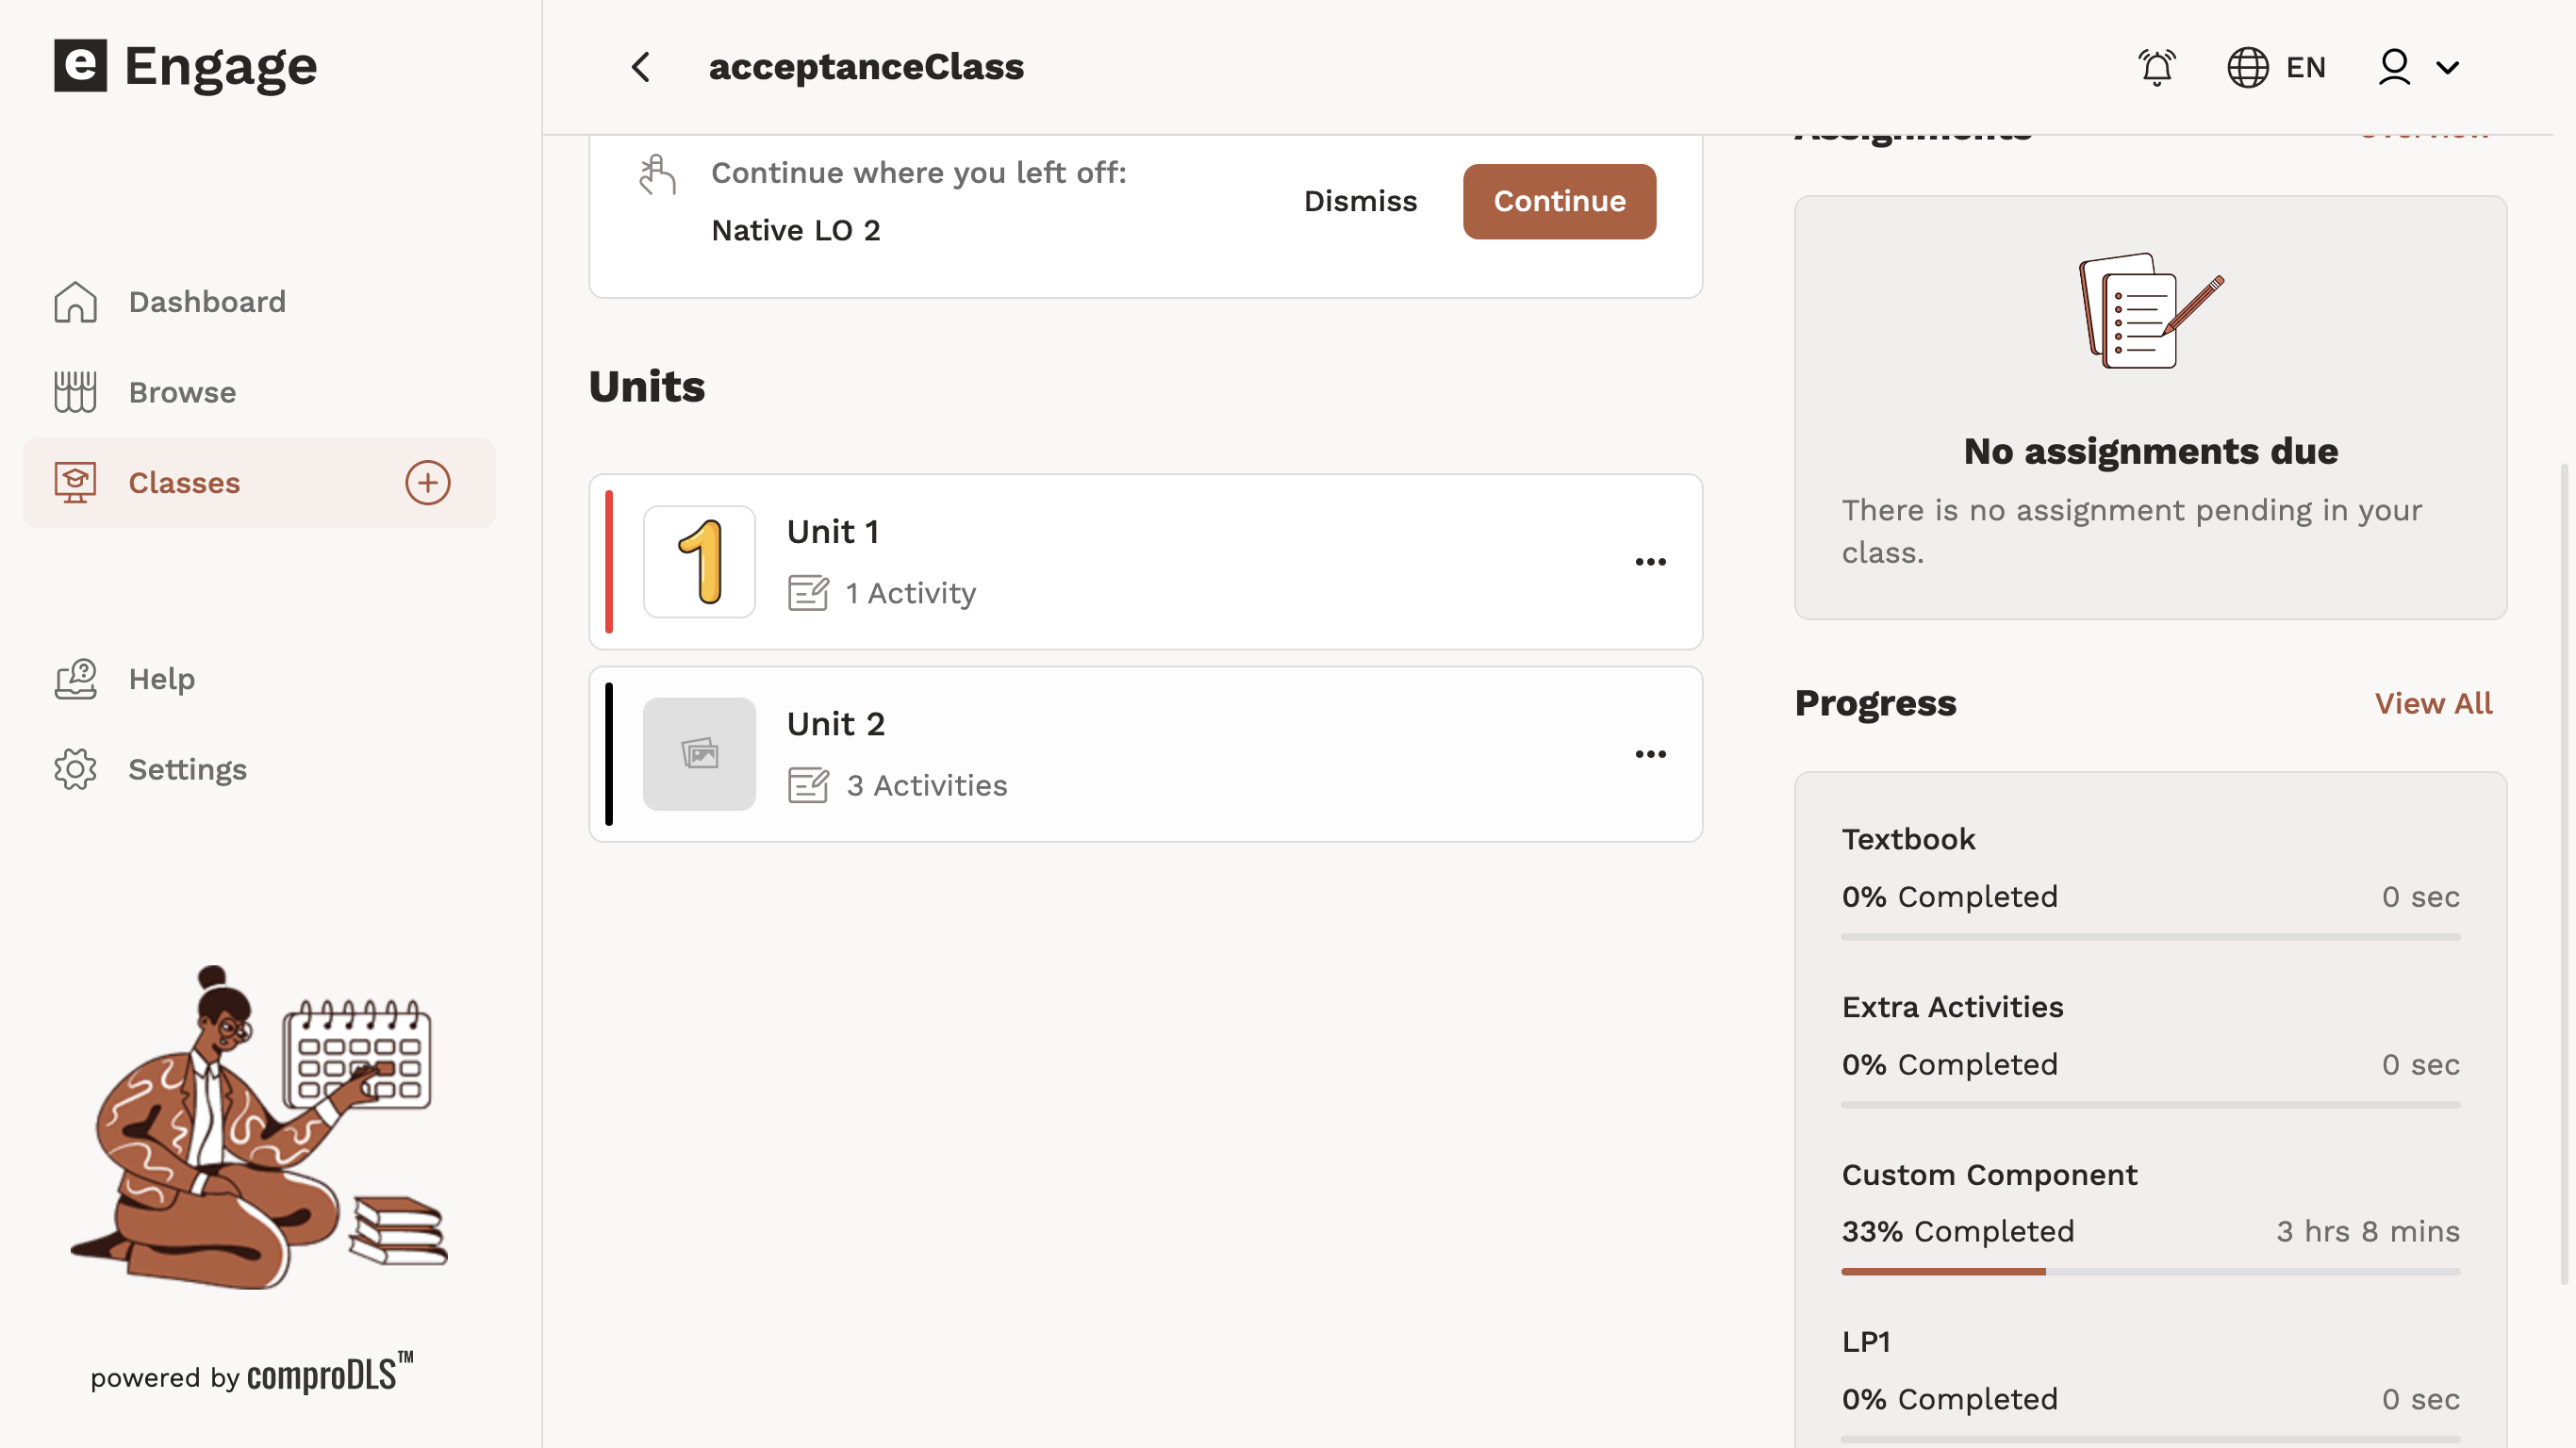 e Engage
Dashboard
Browse
Classes
Help
Settings
powered by comproDLS™
acceptanceClass
EN
Continue where you left off:
Native LO 2
Dismiss
Continue
Units
Unit 1
1 Activity
Unit 2
3 Activities
Assignments
Overview
No assignments due
There is no assignment pending in your
class.
Progress
View All
Textbook
0% Completed
0 sec
Extra Activities
0% Completed
0 sec
Custom Component
33% Completed
3 hrs 8 mins
LP1
0% Completed
0 sec